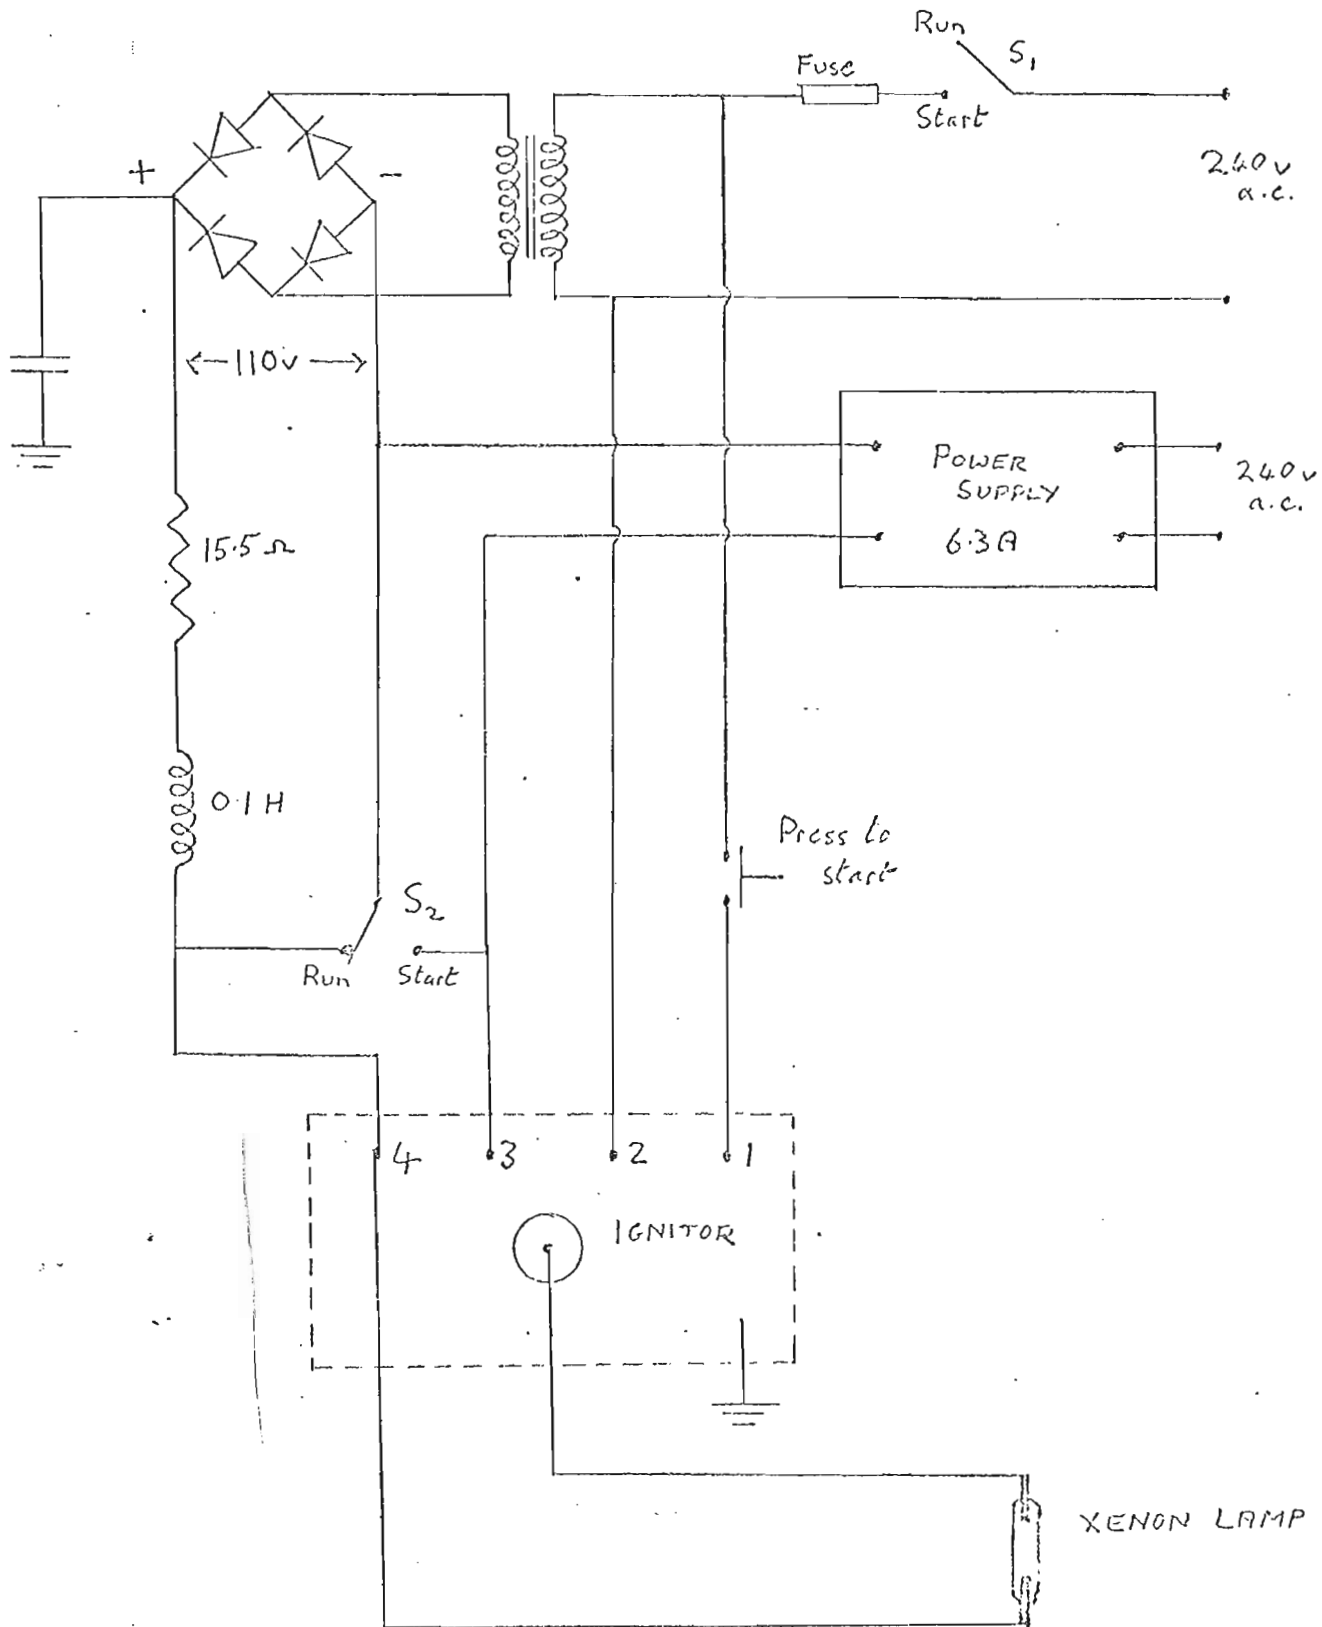 Run
S₁
Fuse
Start
240v
a.c.
+
-
←110v→
POWER
SUPPLY
6.3A
240v
a.c.
15.5Ω
0.1H
Press to
start
S₂
Run
Start
4
3
2
1
IGNITOR
XENON LAMP